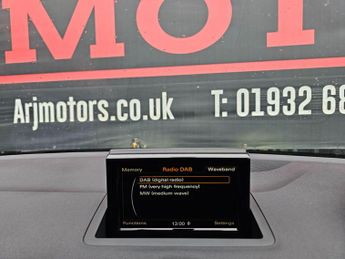 MOT
Arjmotors.co.uk T: 01932 68
Memory Radio DAB Waveband
DAB (digital radio)
FM (very high frequency)
MW (medium wave)
Functions 12:00 Settings